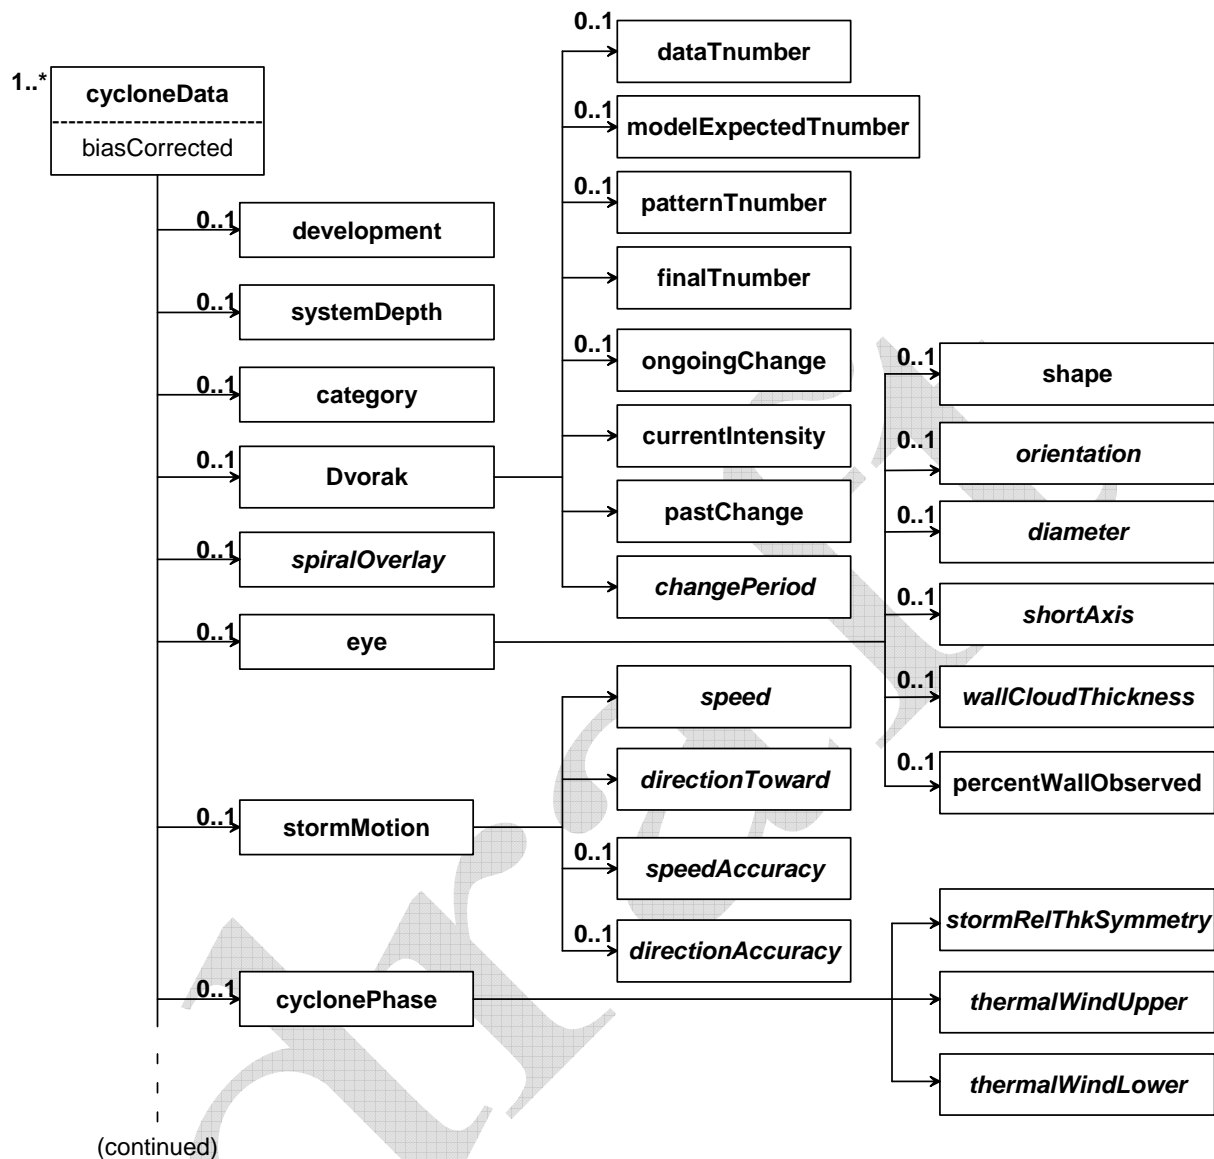 1..*
cycloneData
biasCorrected
0..1
development
0..1
systemDepth
0..1
category
0..1
Dvorak
0..1
spiralOverlay
0..1
eye
0..1
stormMotion
0..1
cyclonePhase
(continued)
0..1
dataTnumber
0..1
modelExpectedTnumber
0..1
patternTnumber
finalTnumber
0..1
ongoingChange
currentIntensity
pastChange
changePeriod
speed
directionToward
0..1
speedAccuracy
0..1
directionAccuracy
0..1
shape
0..1
orientation
0..1
diameter
0..1
shortAxis
0..1
wallCloudThickness
0..1
percentWallObserved
stormRelThkSymmetry
thermalWindUpper
thermalWindLower
draft